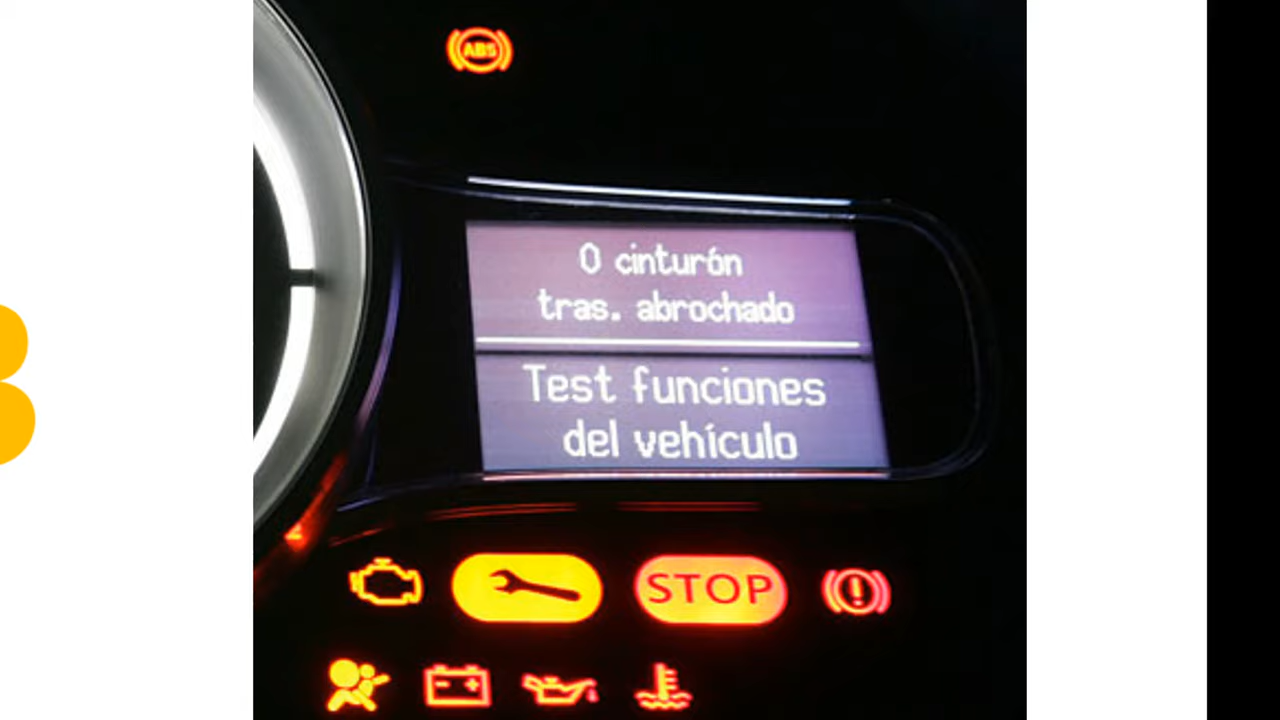 ABS
0 cinturón
tras. abrochado
Test funciones
del vehículo
STOP